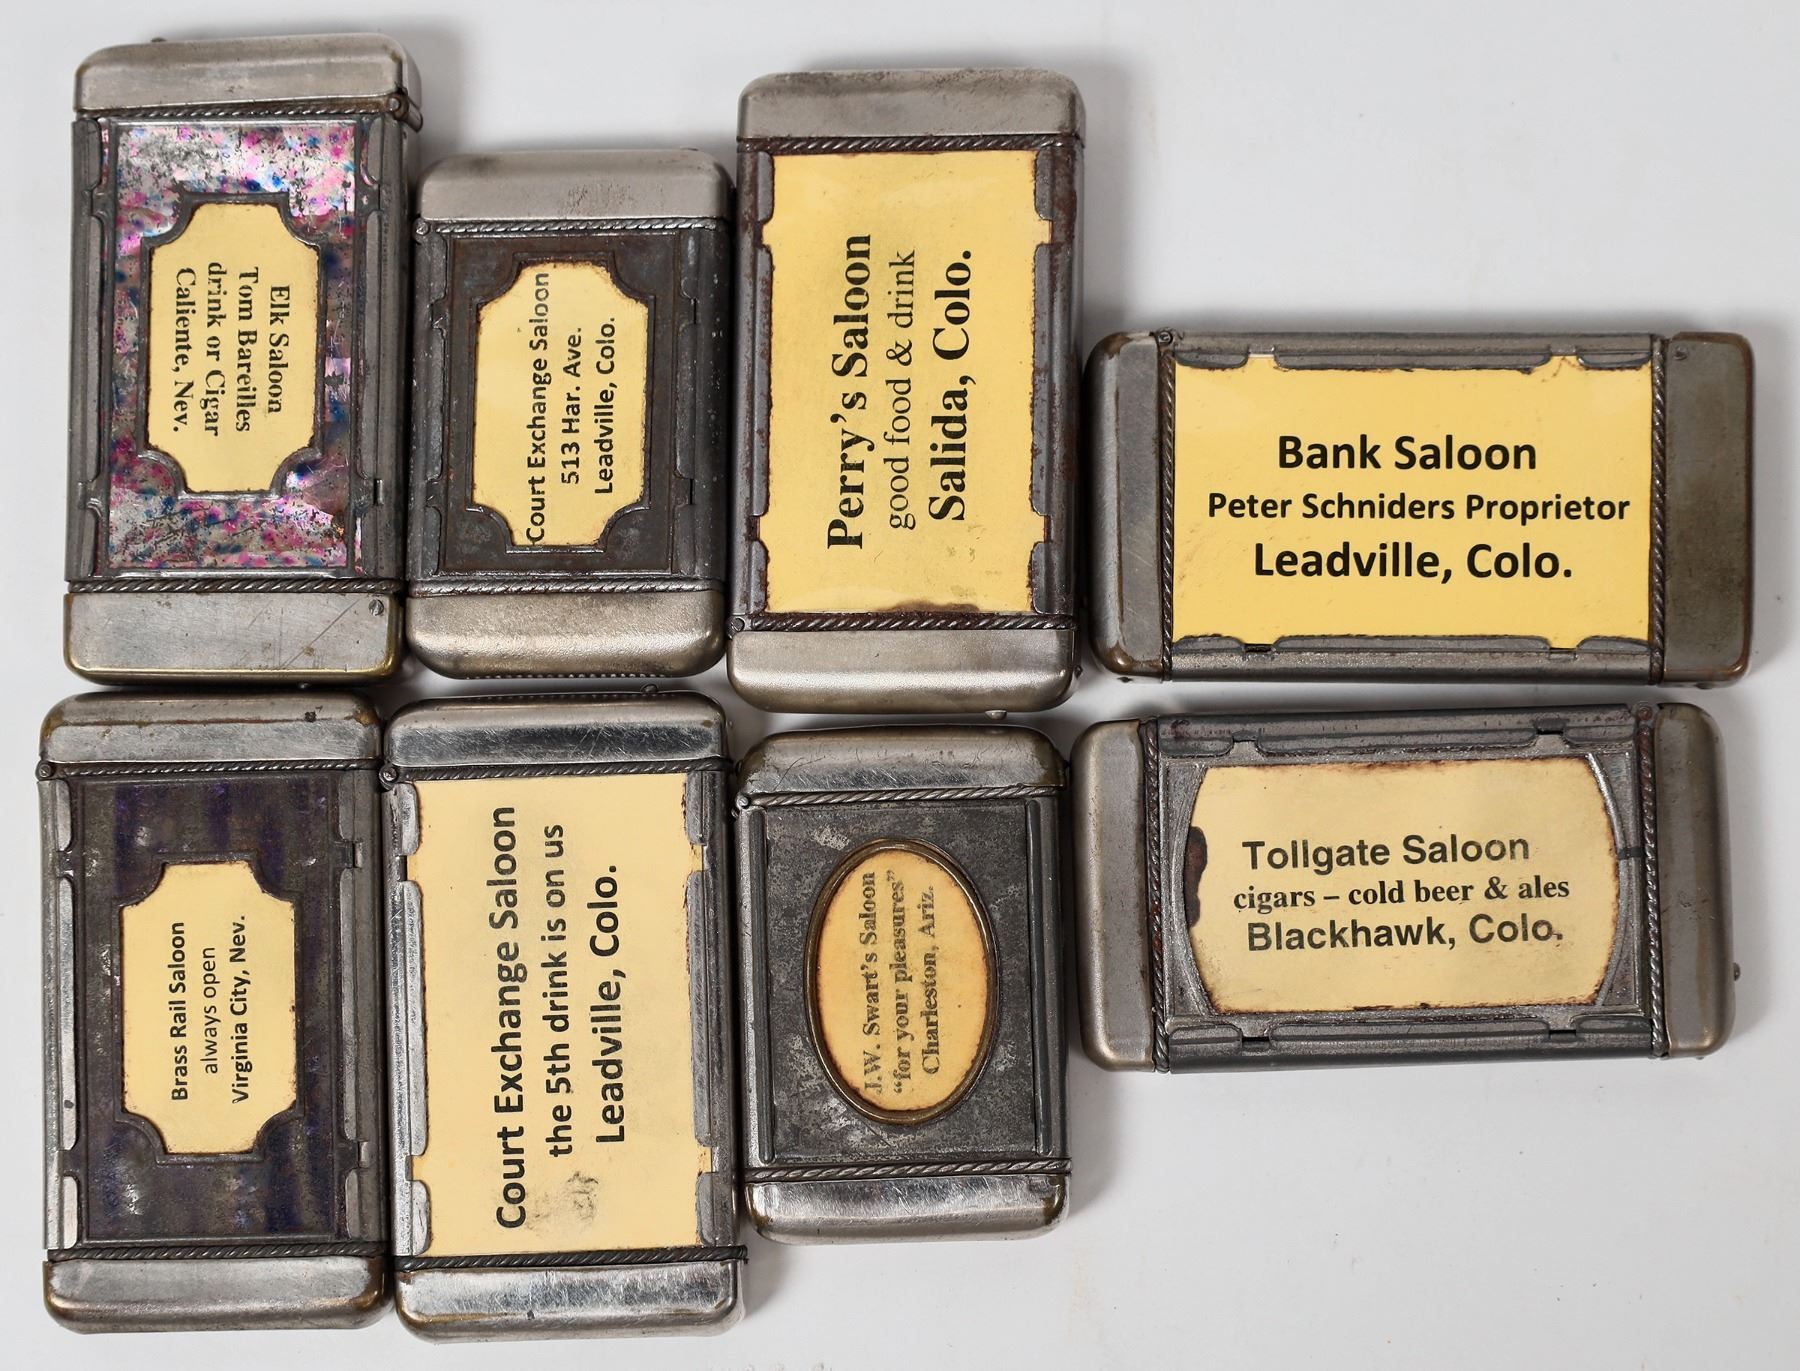 Elk Saloon
Tom Bareilles
drink or Cigar
Caliente, Nev.
Court Exchange Saloon
513 Har. Ave.
Leadville, Colo.
Perry's Saloon
good food & drink
Salida, Colo.
Bank Saloon
Peter Schniders Proprietor
Leadville, Colo.
Brass Rail Saloon
always open
Virginia City, Nev.
Court Exchange Saloon
the 5th drink is on us
Leadville, Colo.
J.W. Swart's Saloon
“for your pleasures”
Charleston, Ariz.
Tollgate Saloon
cigars – cold beer & ales
Blackhawk, Colo.